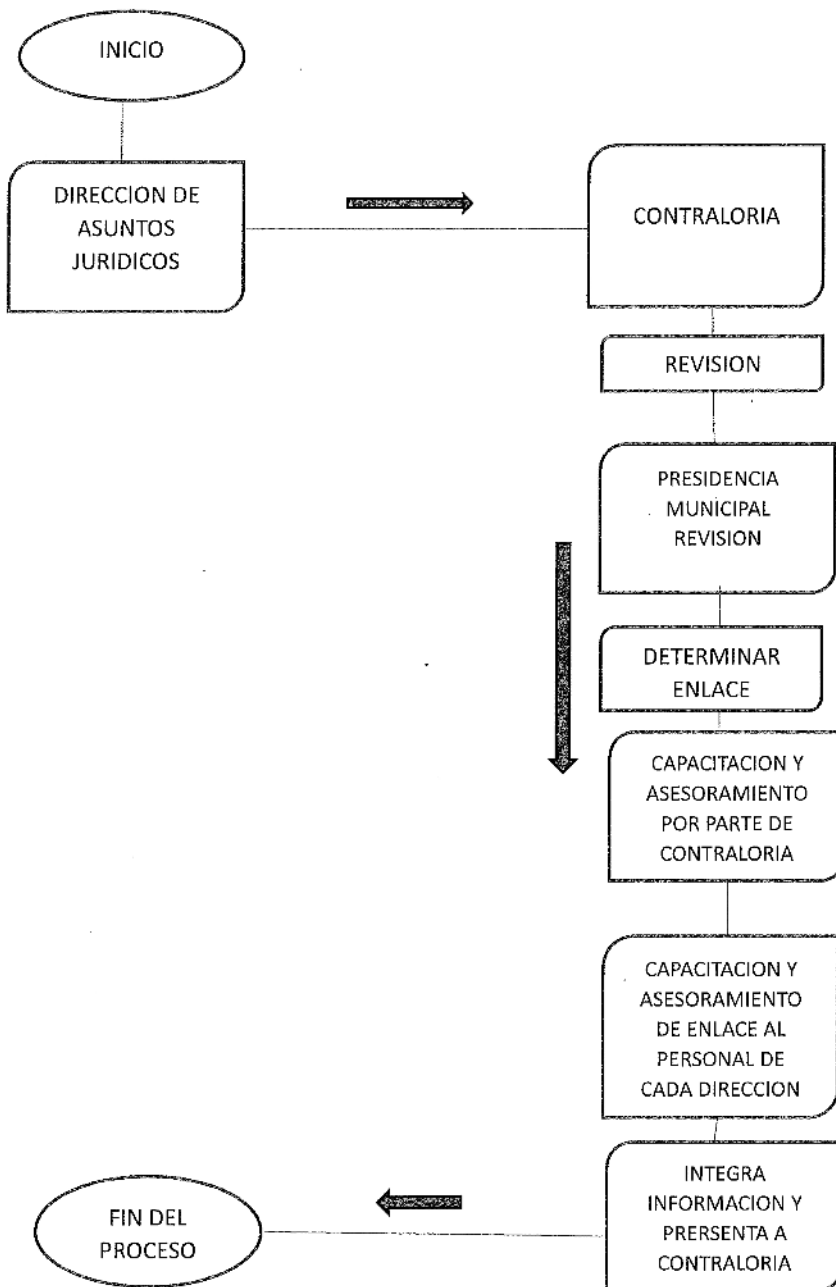 INICIO
DIRECCION DE
ASUNTOS
JURIDICOS
CONTRALORIA
REVISION
PRESIDENCIA
MUNICIPAL
REVISION
DETERMINAR
ENLACE
CAPACITACION Y
ASESORAMIENTO
POR PARTE DE
CONTRALORIA
CAPACITACION Y
ASESORAMIENTO
DE ENLACE AL
PERSONAL DE
CADA DIRECCION
INTEGRA
INFORMACION Y
PRERSENTA A
CONTRALORIA
FIN DEL
PROCESO